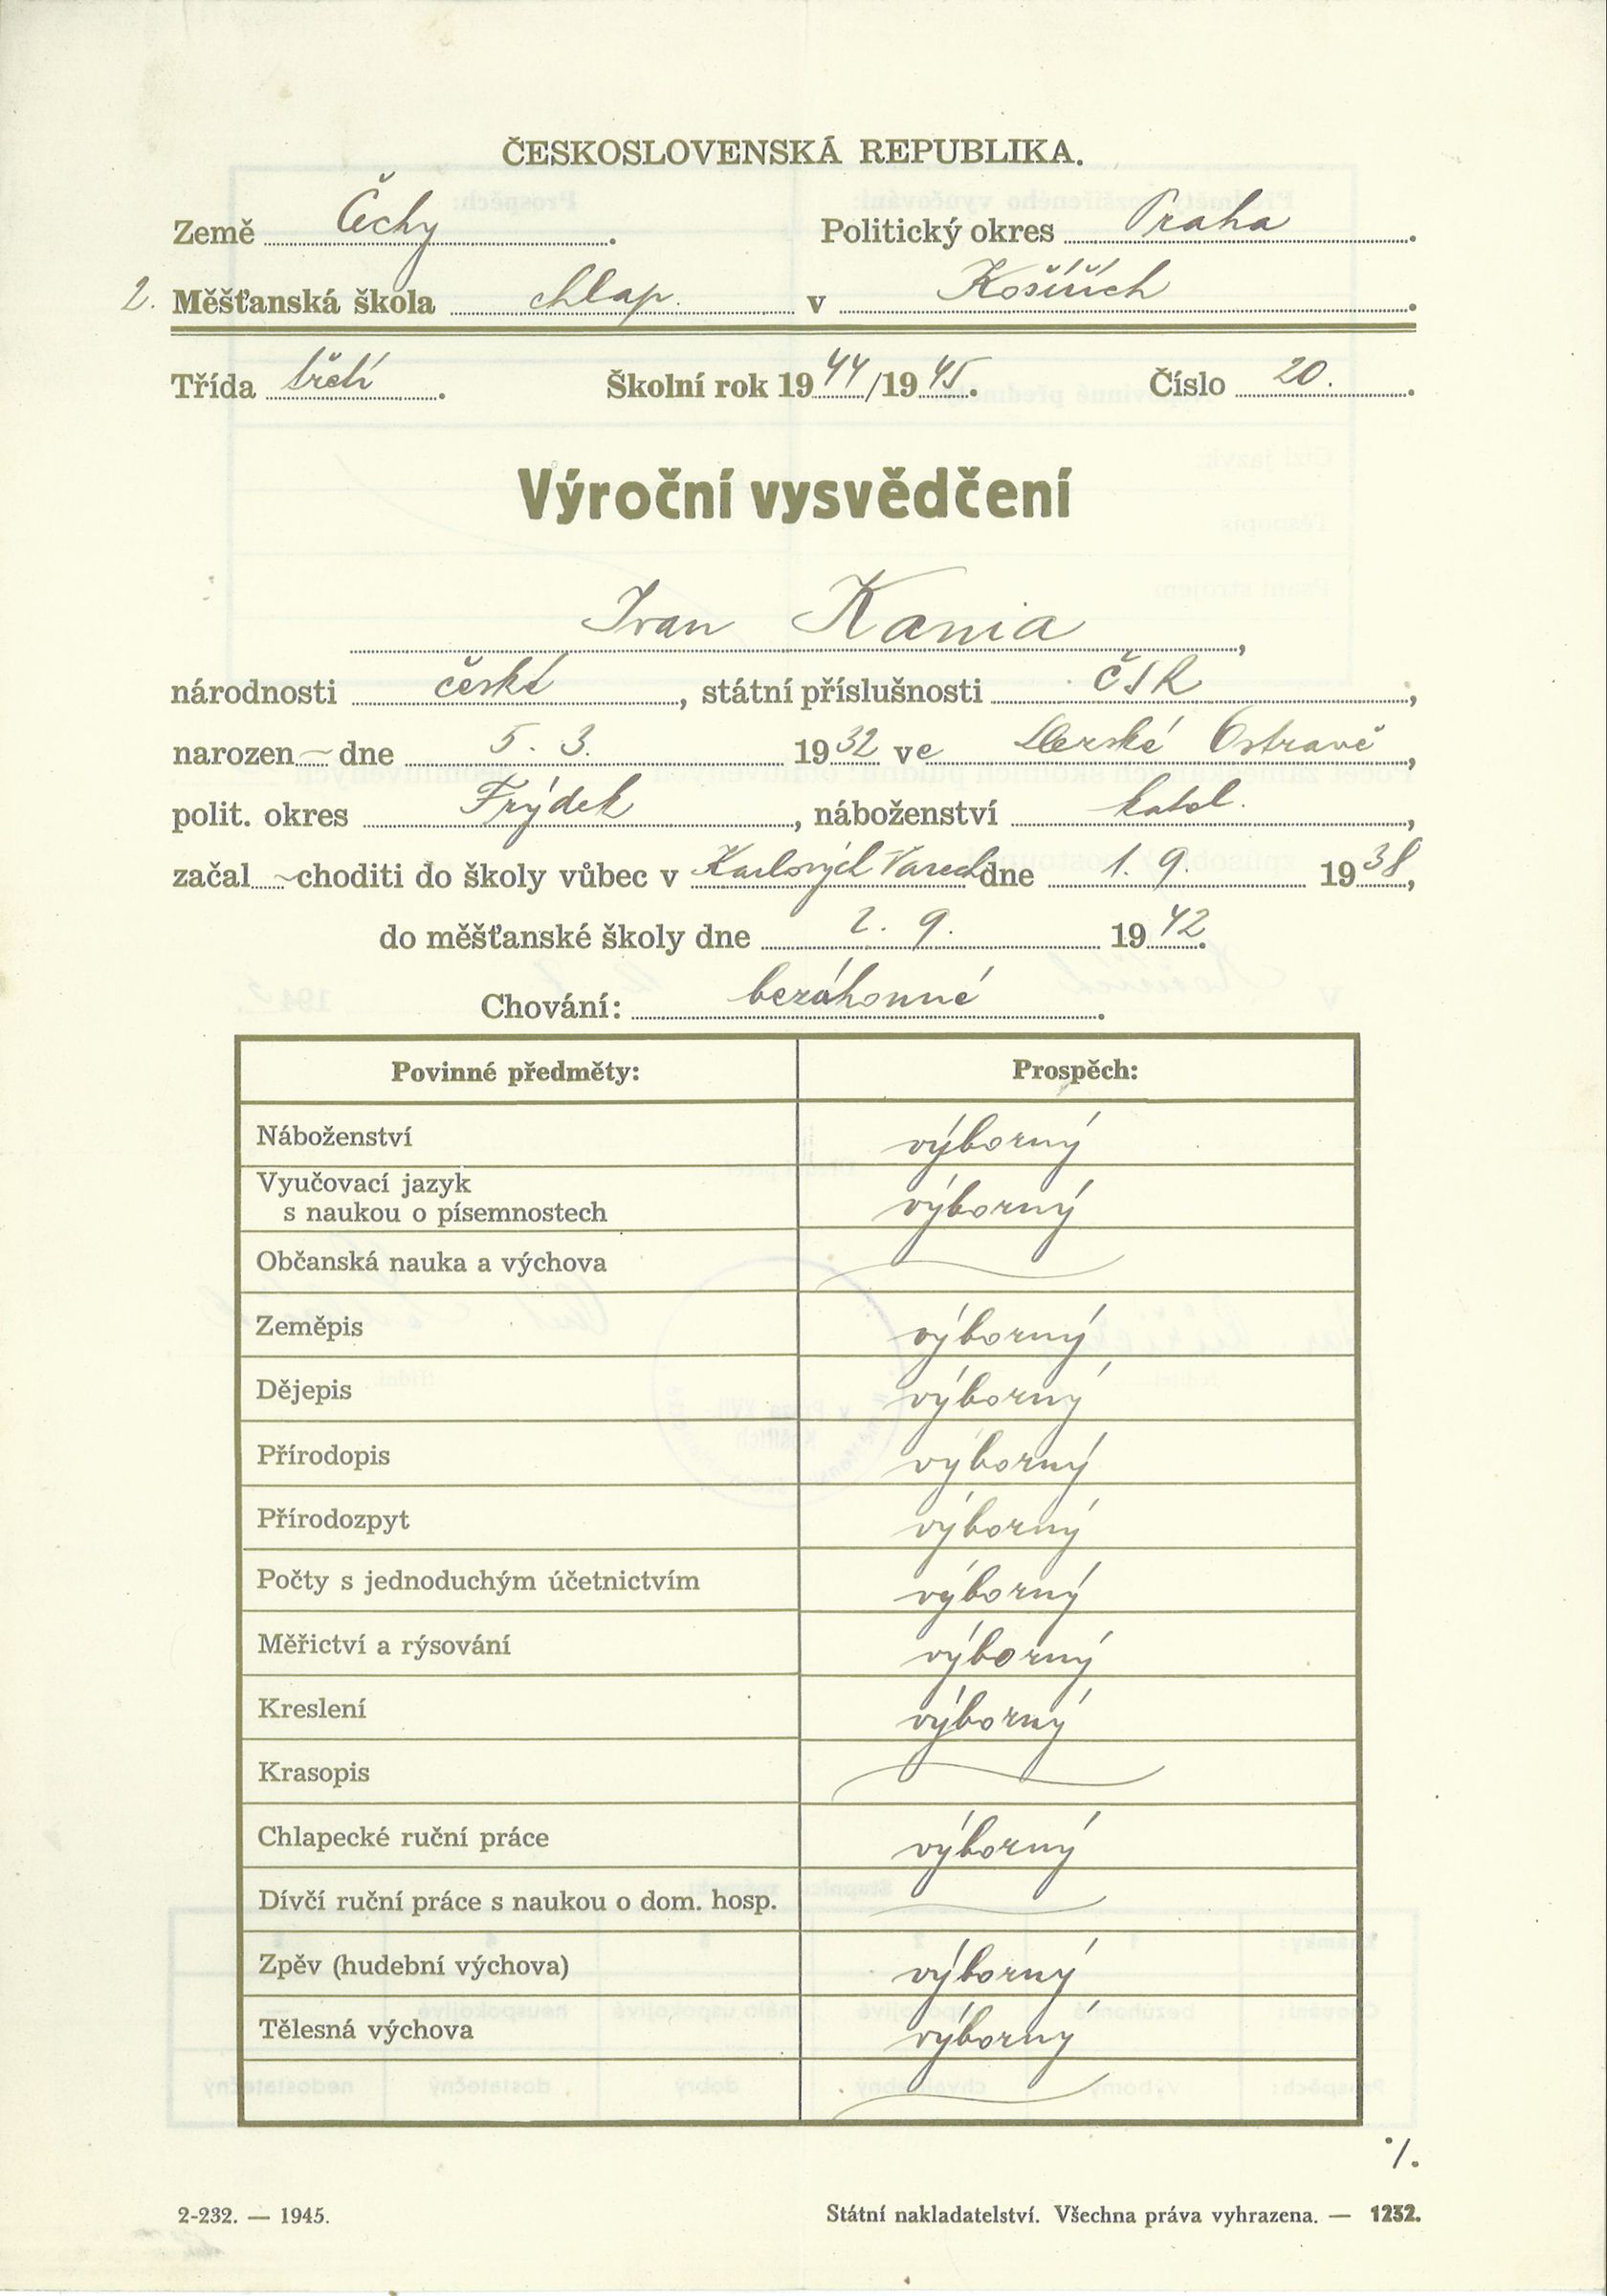 ČESKOSLOVENSKÁ REPUBLIKA.
Země Čechy. Politický okres Praha.
2. Měšťanská škola chlap. v Košířích.
Třída třetí. Školní rok 1944/1945. Číslo 20.
Výroční vysvědčení
Ivan Kania,
národnosti české, státní příslušnosti ČSR,
narozen ~ dne 5. 3. 1932 ve Slezské Ostravě,
polit. okres Frýdek, náboženství katol.,
začal ~ choditi do školy vůbec v Karlových Varech dne 1. 9. 1938,
do měšťanské školy dne 2. 9. 1942.
Chování: bezúhonné.
Povinné předměty: Prospěch:
Náboženství výborný
Vyučovací jazyk
s naukou o písemnostech výborný
Občanská nauka a výchova
Zeměpis výborný
Dějepis výborný
Přírodopis výborný
Přírodozpyt výborný
Počty s jednoduchým účetnictvím výborný
Měřictví a rýsování výborný
Kreslení výborný
Krasopis
Chlapecké ruční práce výborný
Dívčí ruční práce s naukou o dom. hosp.
Zpěv (hudební výchova) výborný
Tělesná výchova výborný
·/.
2-232. — 1945. Státní nakladatelství. Všechna práva vyhrazena. — 1232.